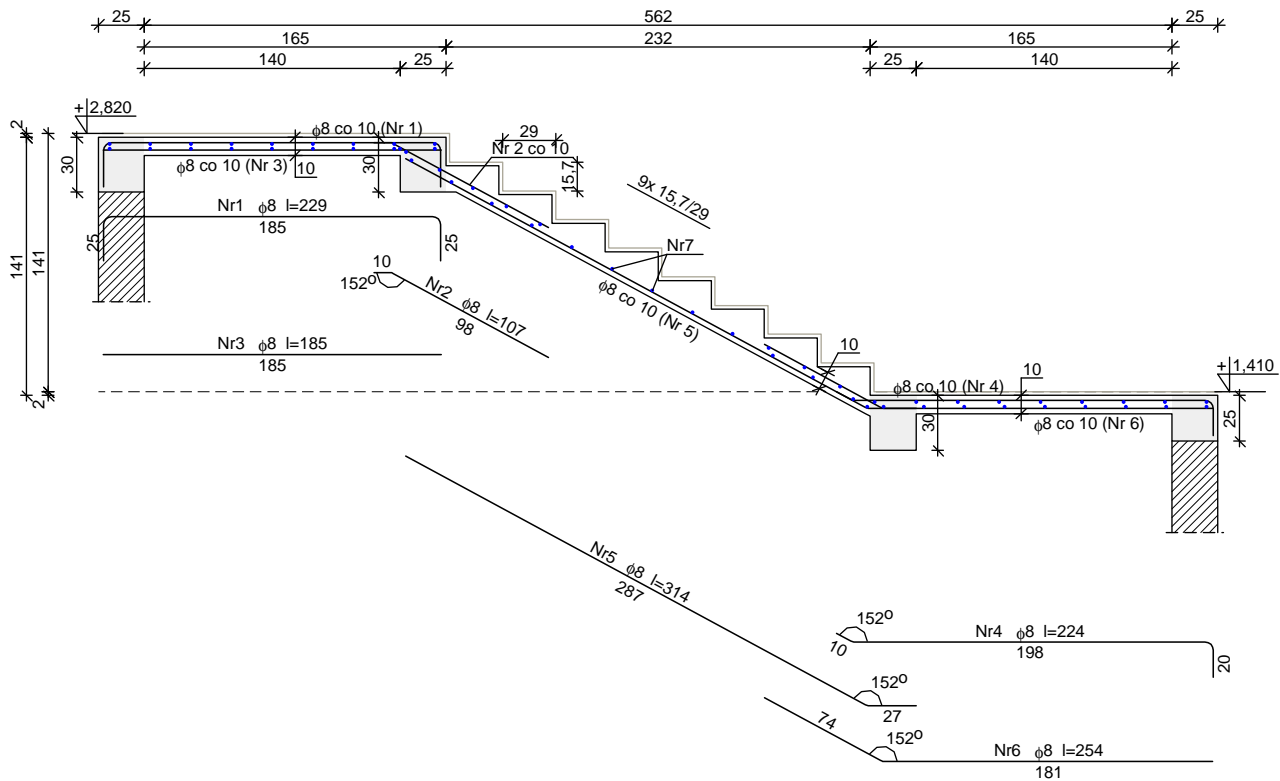 25 562 25
165 232 165
140 25 25 140
+2,820
2
141
141
2
30
ϕ8 co 10 (Nr 1)
ϕ8 co 10 (Nr 3)
10
30
29
Nr 2 co 10
15,7
9x 15,7/29
Nr7
ϕ8 co 10 (Nr 5)
Nr1 ϕ8 l=229
185
25
25
10
152º
Nr2 ϕ8 l=107
98
Nr3 ϕ8 l=185
185
10
+1,410
ϕ8 co 10 (Nr 4)
10
ϕ8 co 10 (Nr 6)
30
25
Nr5 ϕ8 l=314
287
152º
27
152º
10
Nr4 ϕ8 l=224
198
20
74
152º
Nr6 ϕ8 l=254
181